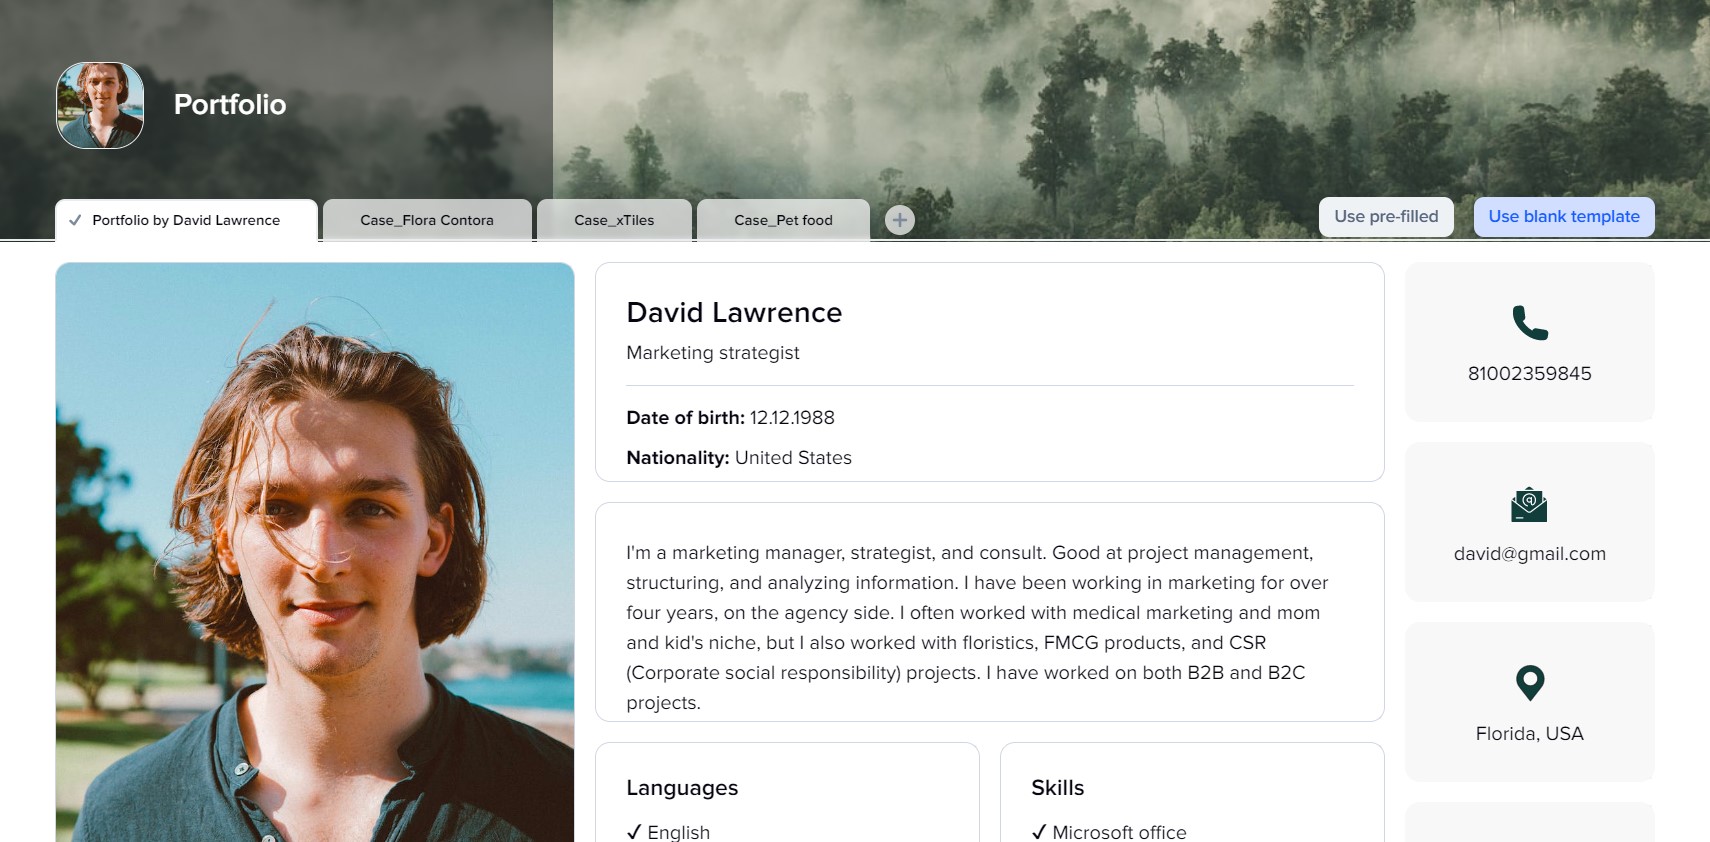 Portfolio
Portfolio by David Lawrence
Case_Flora Contora
Case_xTiles
Case_Pet food
Use pre-filled
Use blank template
David Lawrence
Marketing strategist
Date of birth: 12.12.1988
Nationality: United States
I'm a marketing manager, strategist, and consult. Good at project management,
structuring, and analyzing information. I have been working in marketing for over
four years, on the agency side. I often worked with medical marketing and mom
and kid's niche, but I also worked with floristics, FMCG products, and CSR
(Corporate social responsibility) projects. I have worked on both B2B and B2C
projects.
Languages
✓ English
Skills
✓ Microsoft office
81002359845
david@gmail.com
Florida, USA